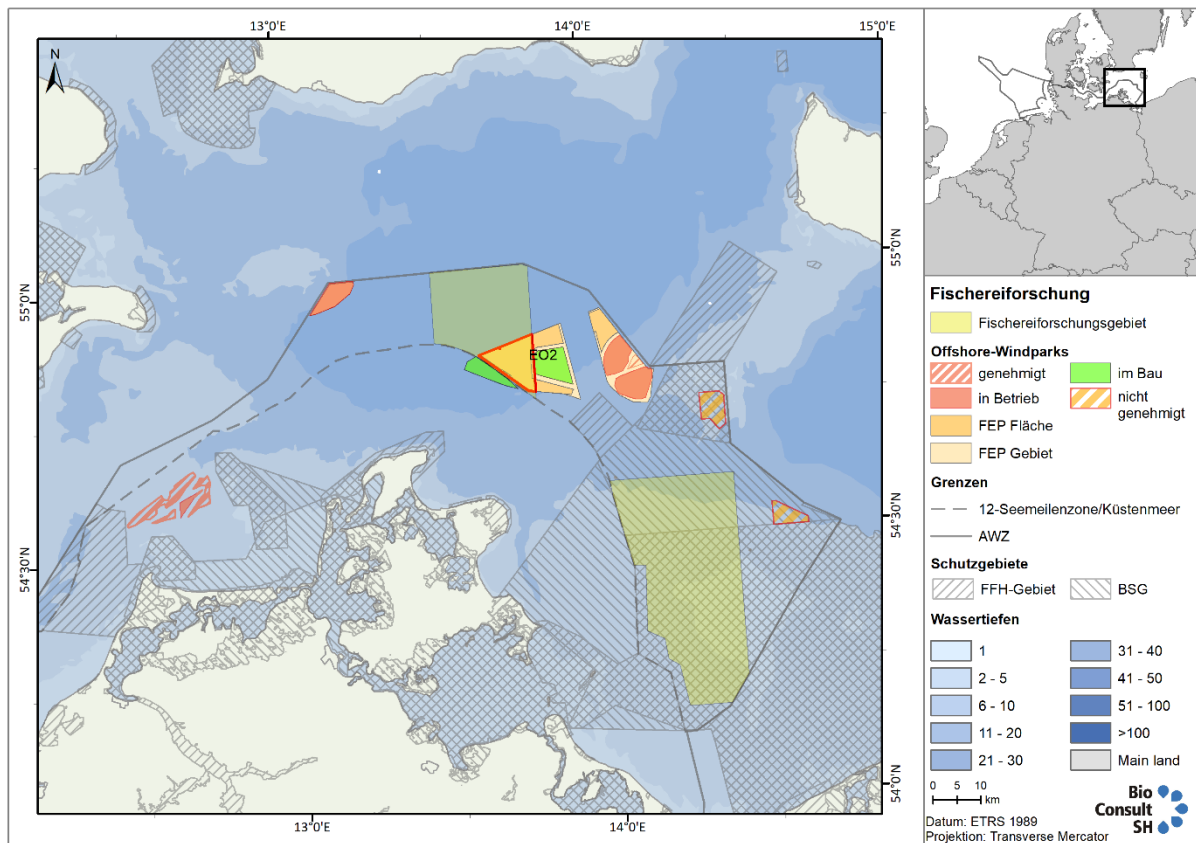 13°0'E
14°0'E
15°0'E
N
55°0'N
55°0'N
EO2
54°30'N
54°30'N
54°0'N
13°0'E
14°0'E
Fischereiforschung
Fischereiforschungsgebiet
Offshore-Windparks
genehmigt
im Bau
in Betrieb
nicht
genehmigt
FEP Fläche
FEP Gebiet
Grenzen
12-Seemeilenzone/Küstenmeer
AWZ
Schutzgebiete
FFH-Gebiet
BSG
Wassertiefen
1
31 - 40
2 - 5
41 - 50
6 - 10
51 - 100
11 - 20
>100
21 - 30
Main land
0 5 10
km
Datum: ETRS 1989
Projektion: Transverse Mercator
Bio
Consult
SH